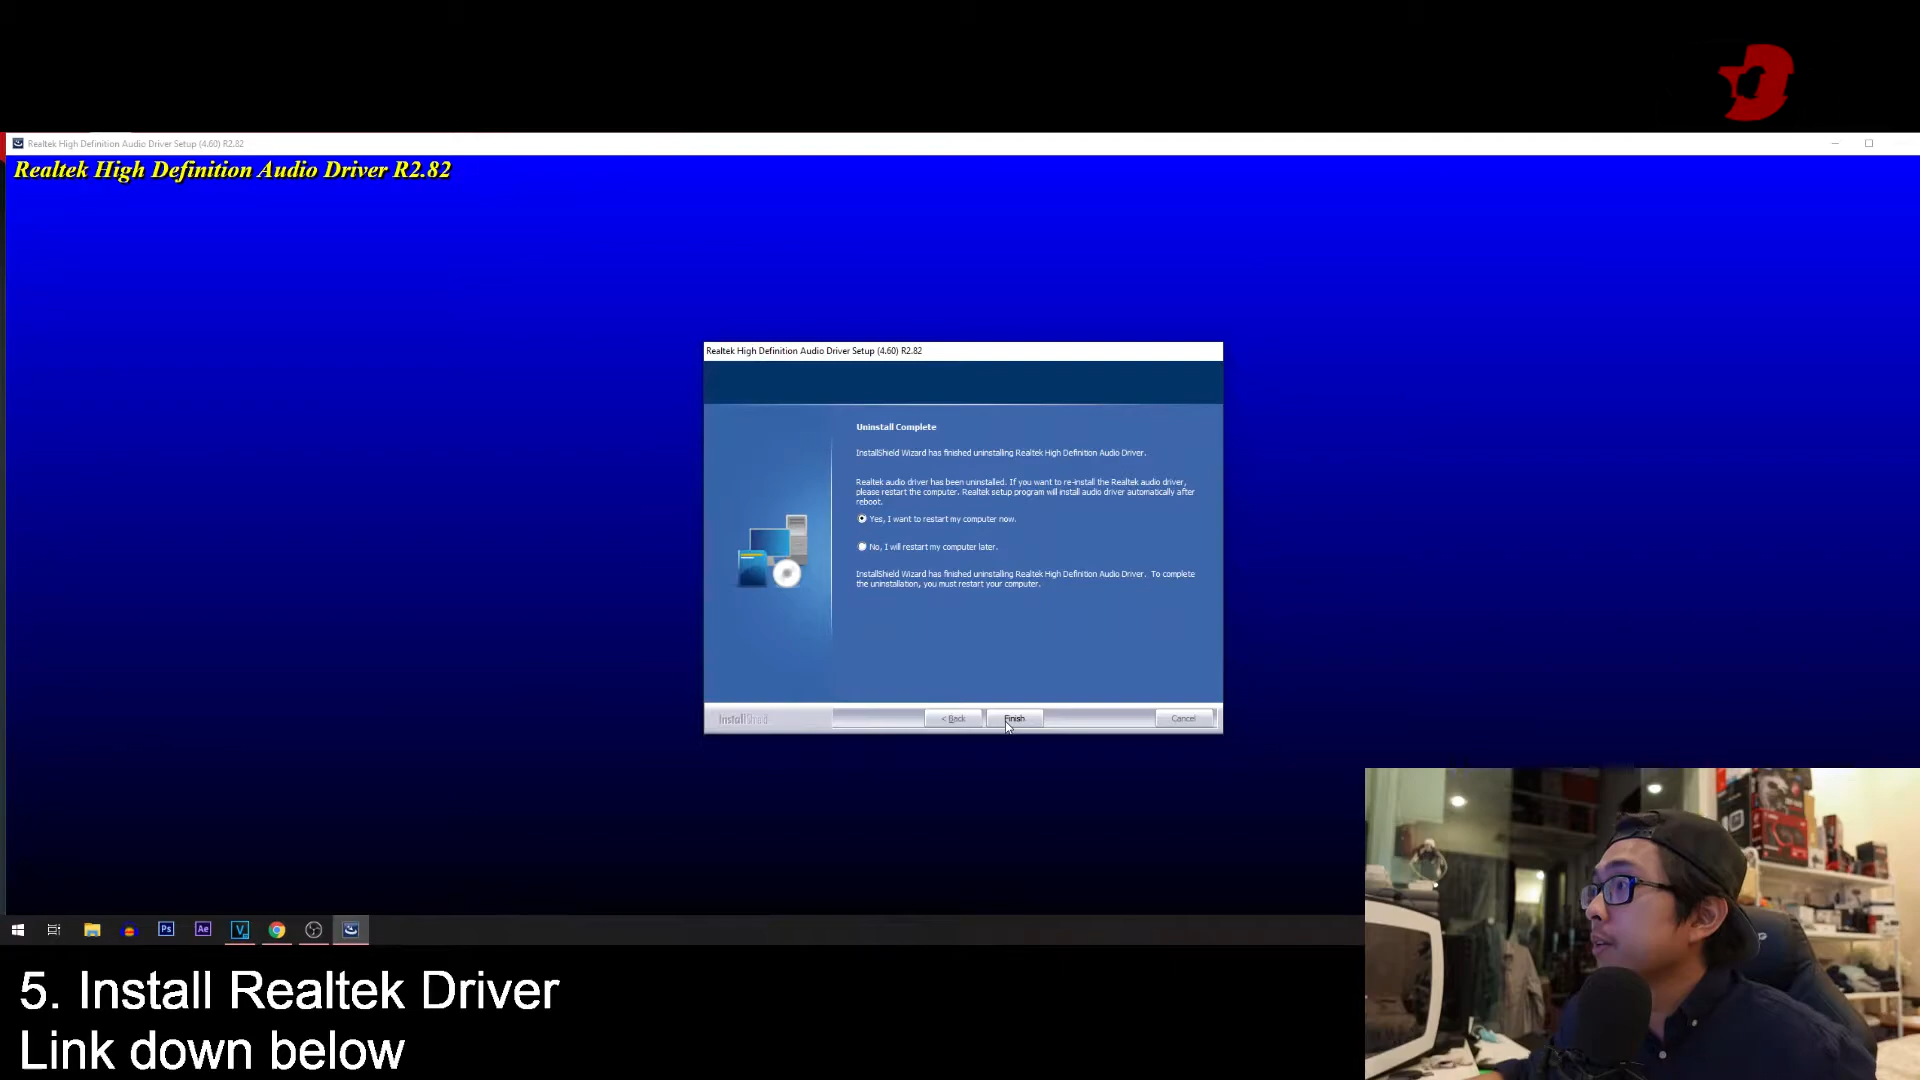 Realtek High Definition Audio Driver Setup (4.60) R2.82
Realtek High Definition Audio Driver R2.82
Realtek High Definition Audio Driver Setup (4.60) R2.82
Uninstall Complete
InstallShield Wizard has finished uninstalling Realtek High Definition Audio Driver.
Realtek audio driver has been uninstalled. If you want to re-install the Realtek audio driver,
please restart the computer. Realtek setup program will install audio driver automatically after
reboot.
Yes, I want to restart my computer now.
No, I will restart my computer later.
InstallShield Wizard has finished uninstalling Realtek High Definition Audio Driver. To complete
the uninstallation, you must restart your computer.
InstallShield
< Back
Finish
Cancel
Ps
Ae
V
5. Install Realtek Driver
Link down below